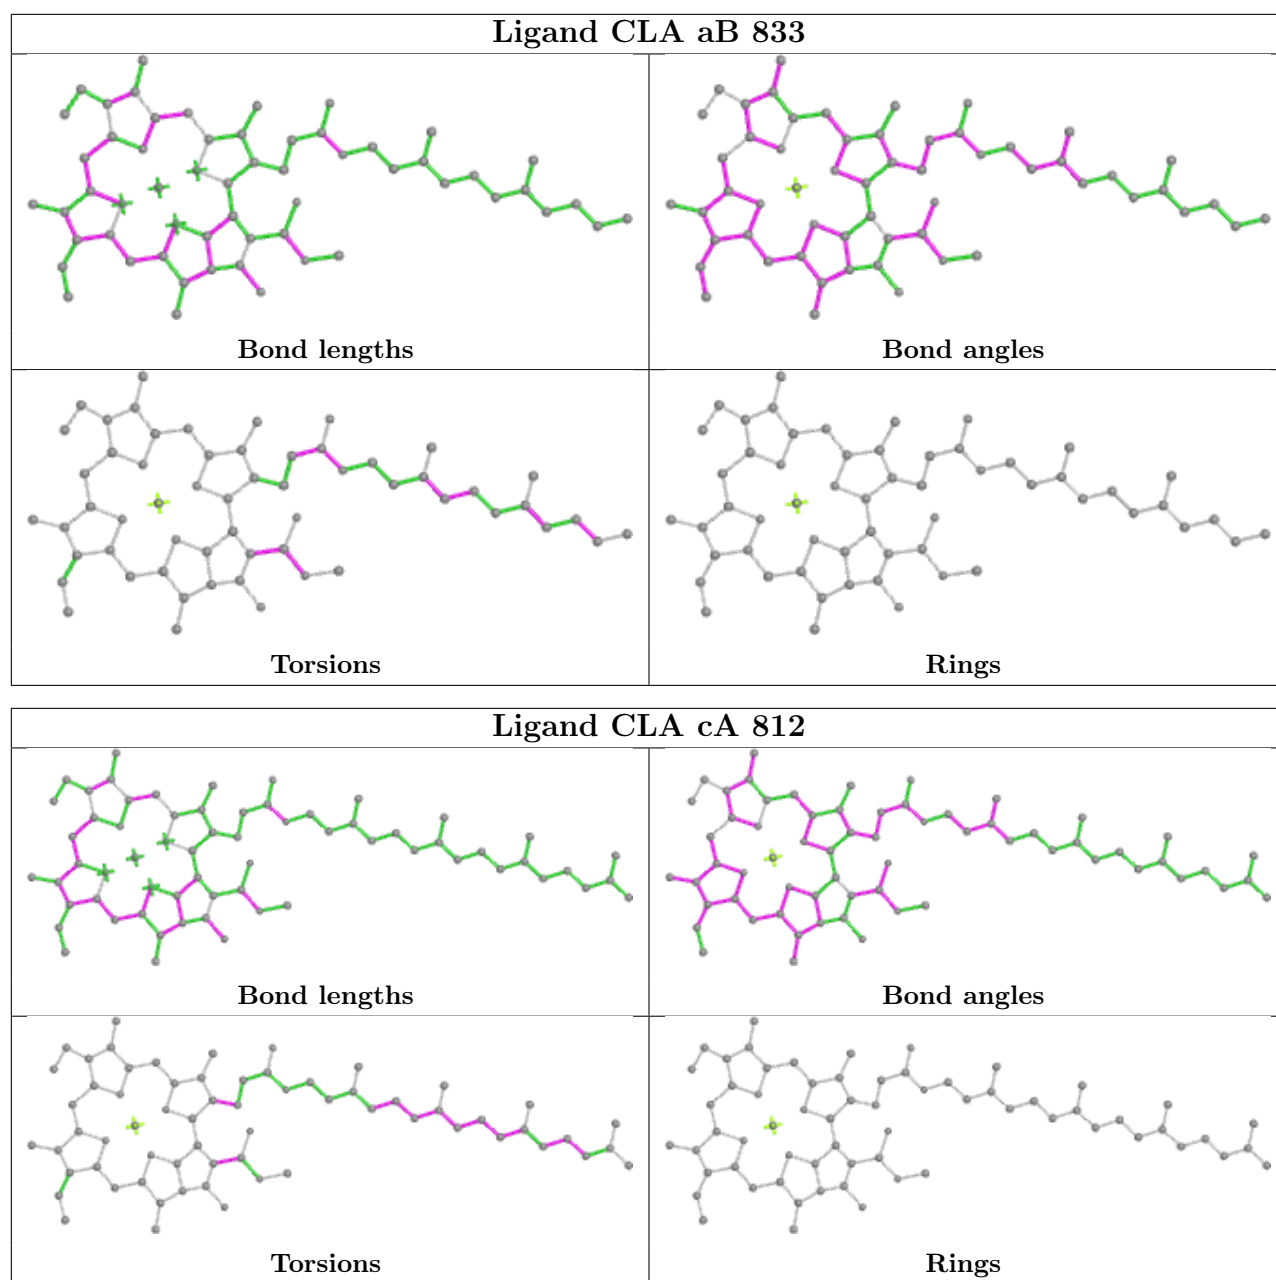 Ligand CLA aB 833
Bond lengths
Bond angles
Torsions
Rings
Ligand CLA cA 812
Bond lengths
Bond angles
Torsions
Rings